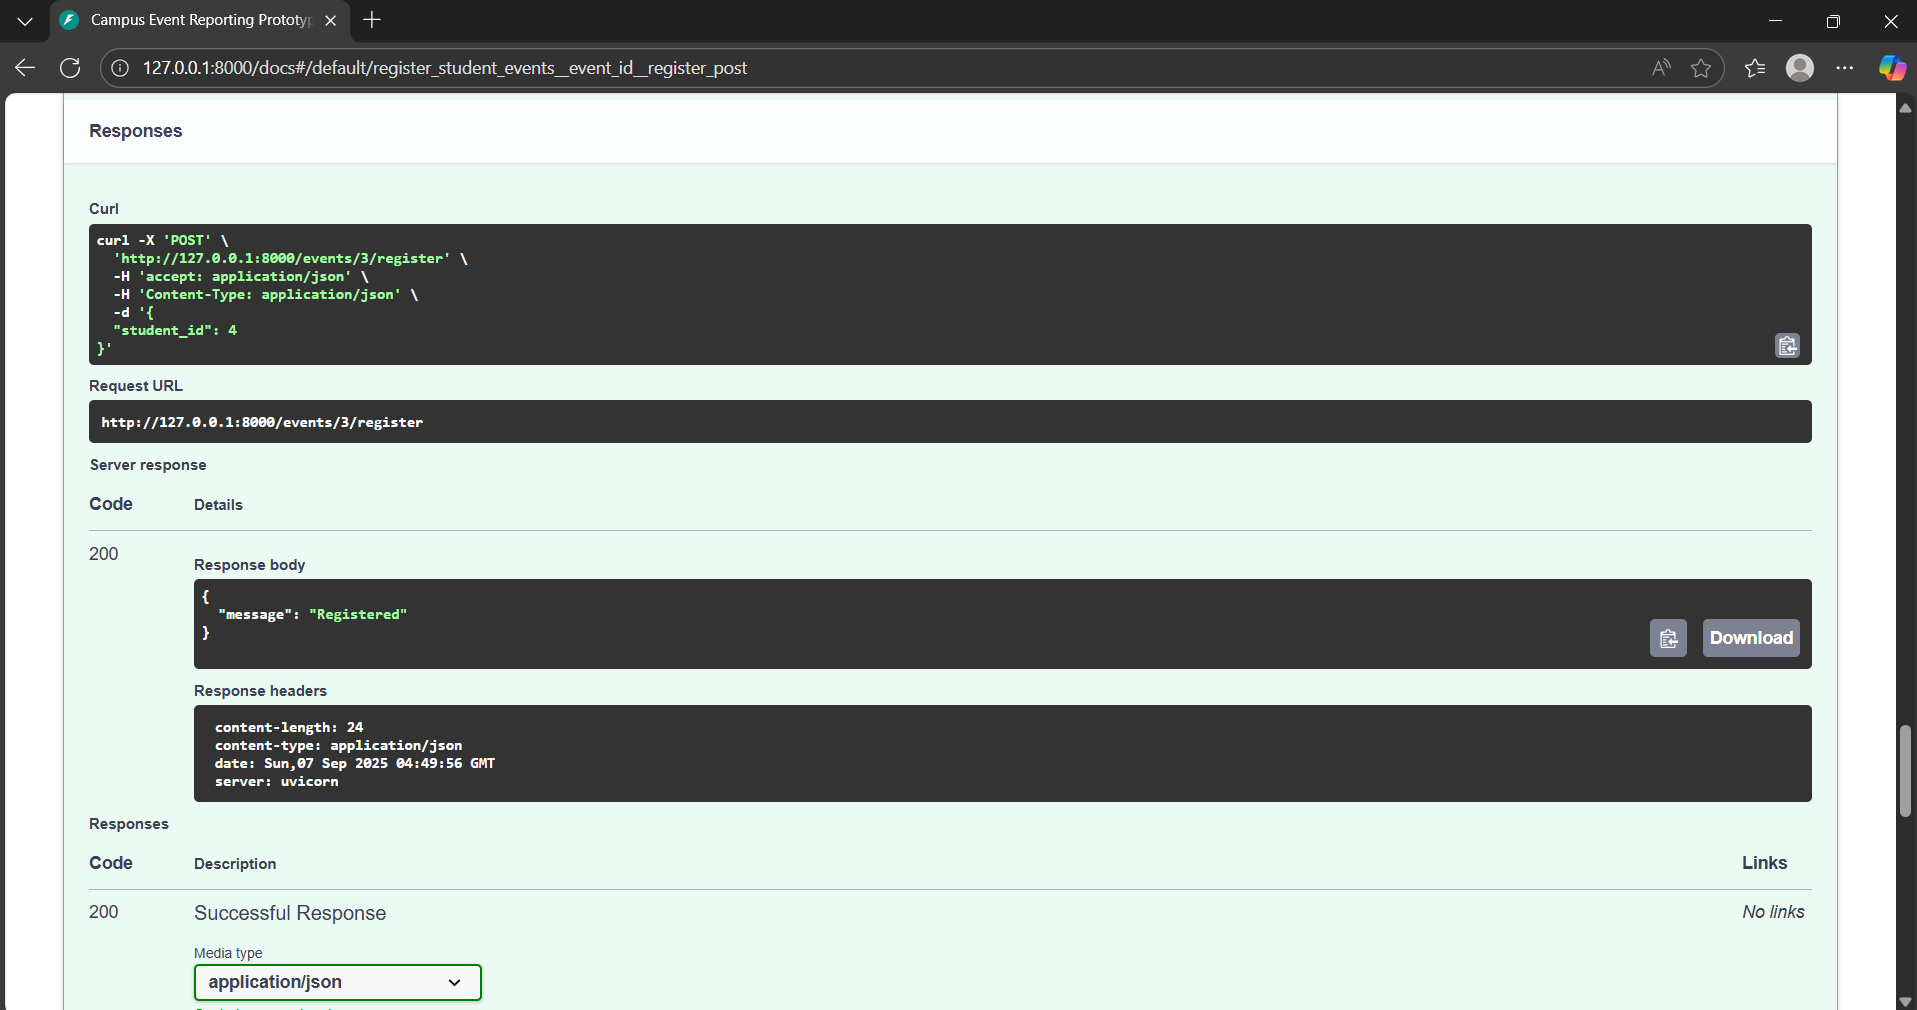 Campus Event Reporting Prototyp
127.0.0.1:8000/docs#/default/register_student_events__event_id__register_post
Responses
Curl
curl -X 'POST' \
'http://127.0.0.1:8000/events/3/register' \
-H 'accept: application/json' \
-H 'Content-Type: application/json' \
-d '{
"student_id": 4
}'
Request URL
http://127.0.0.1:8000/events/3/register
Server response
Code Details
200
Response body
{
"message": "Registered"
}
Download
Response headers
content-length: 24
content-type: application/json
date: Sun,07 Sep 2025 04:49:56 GMT
server: uvicorn
Responses
Code Description Links
200 Successful Response No links
Media type
application/json